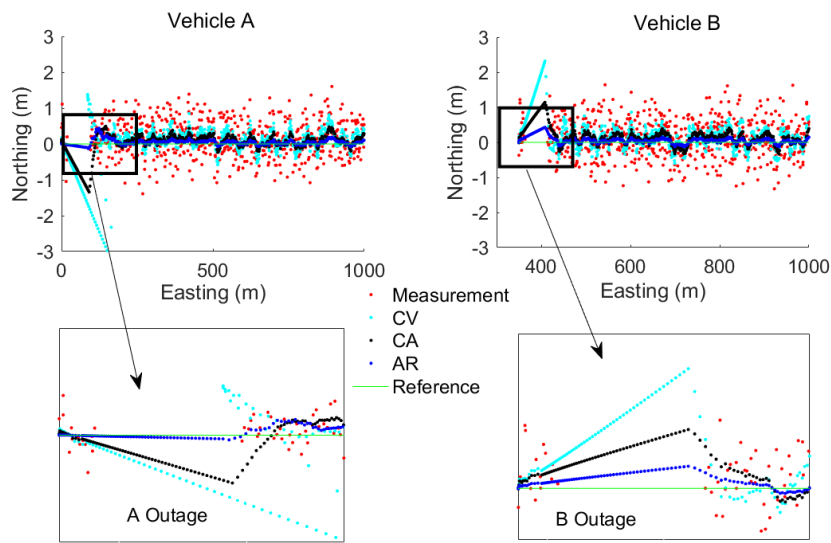 Vehicle A
3
2
1
0
-1
-2
-3
Northing (m)
0
500
1000
Easting (m)
Vehicle B
3
2
1
0
-1
-2
-3
Northing (m)
400
600
800
1000
Easting (m)
Measurement
CV
CA
AR
Reference
A Outage
B Outage